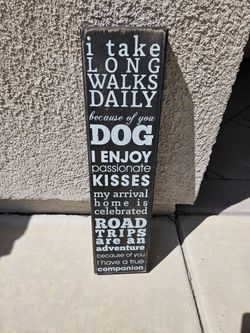 i take
LONG
WALKS
DAILY
because of you
DOG
I ENJOY
passionate
KISSES
my arrival
home is
celebrated
ROAD
TRIPS
are an
adventure
because of you
i have a true
companion